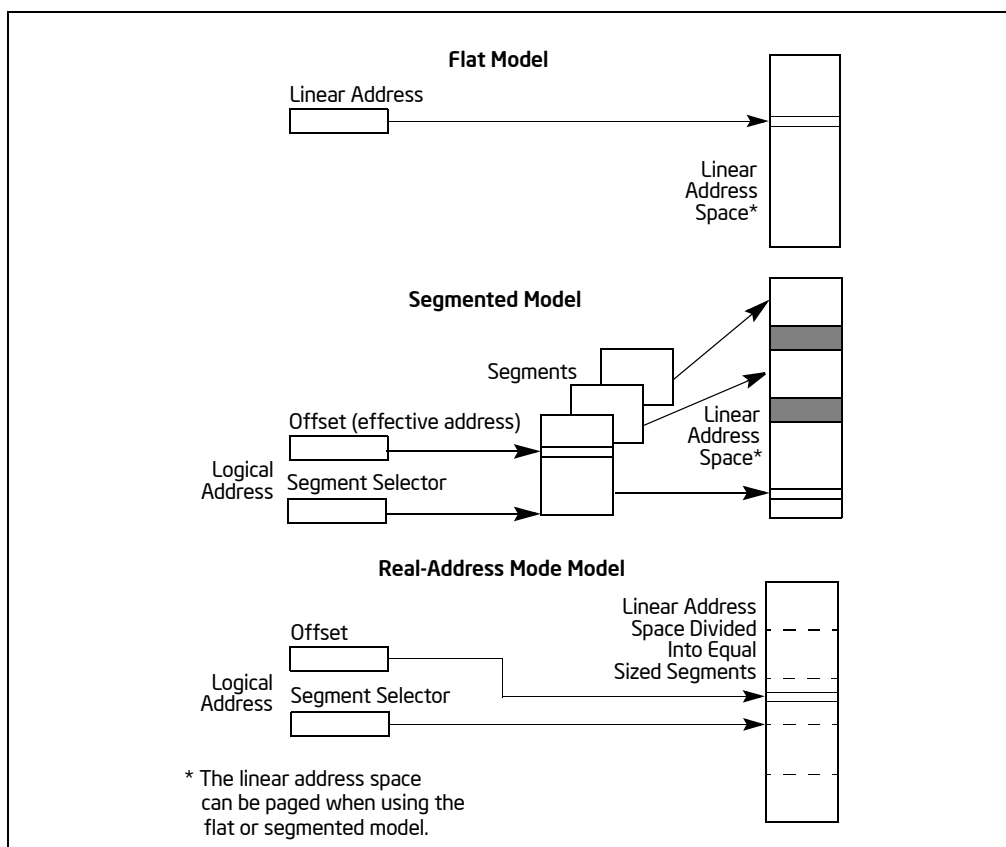 Flat Model
Linear Address
Linear
Address
Space*
Segmented Model
Segments
Offset (effective address)
Logical
Address
Segment Selector
Linear
Address
Space*
Real-Address Mode Model
Linear Address
Space Divided
Into Equal
Sized Segments
Offset
Logical
Address
Segment Selector
* The linear address space
can be paged when using the
flat or segmented model.